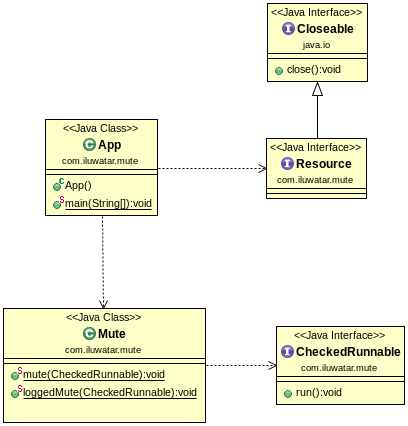 <<Java Interface>>
Closeable
java.io
close():void
<<Java Class>>
App
com.iluwatar.mute
App()
main(String[]):void
<<Java Interface>>
Resource
com.iluwatar.mute
<<Java Class>>
Mute
com.iluwatar.mute
mute(CheckedRunnable):void
loggedMute(CheckedRunnable):void
<<Java Interface>>
CheckedRunnable
com.iluwatar.mute
run():void